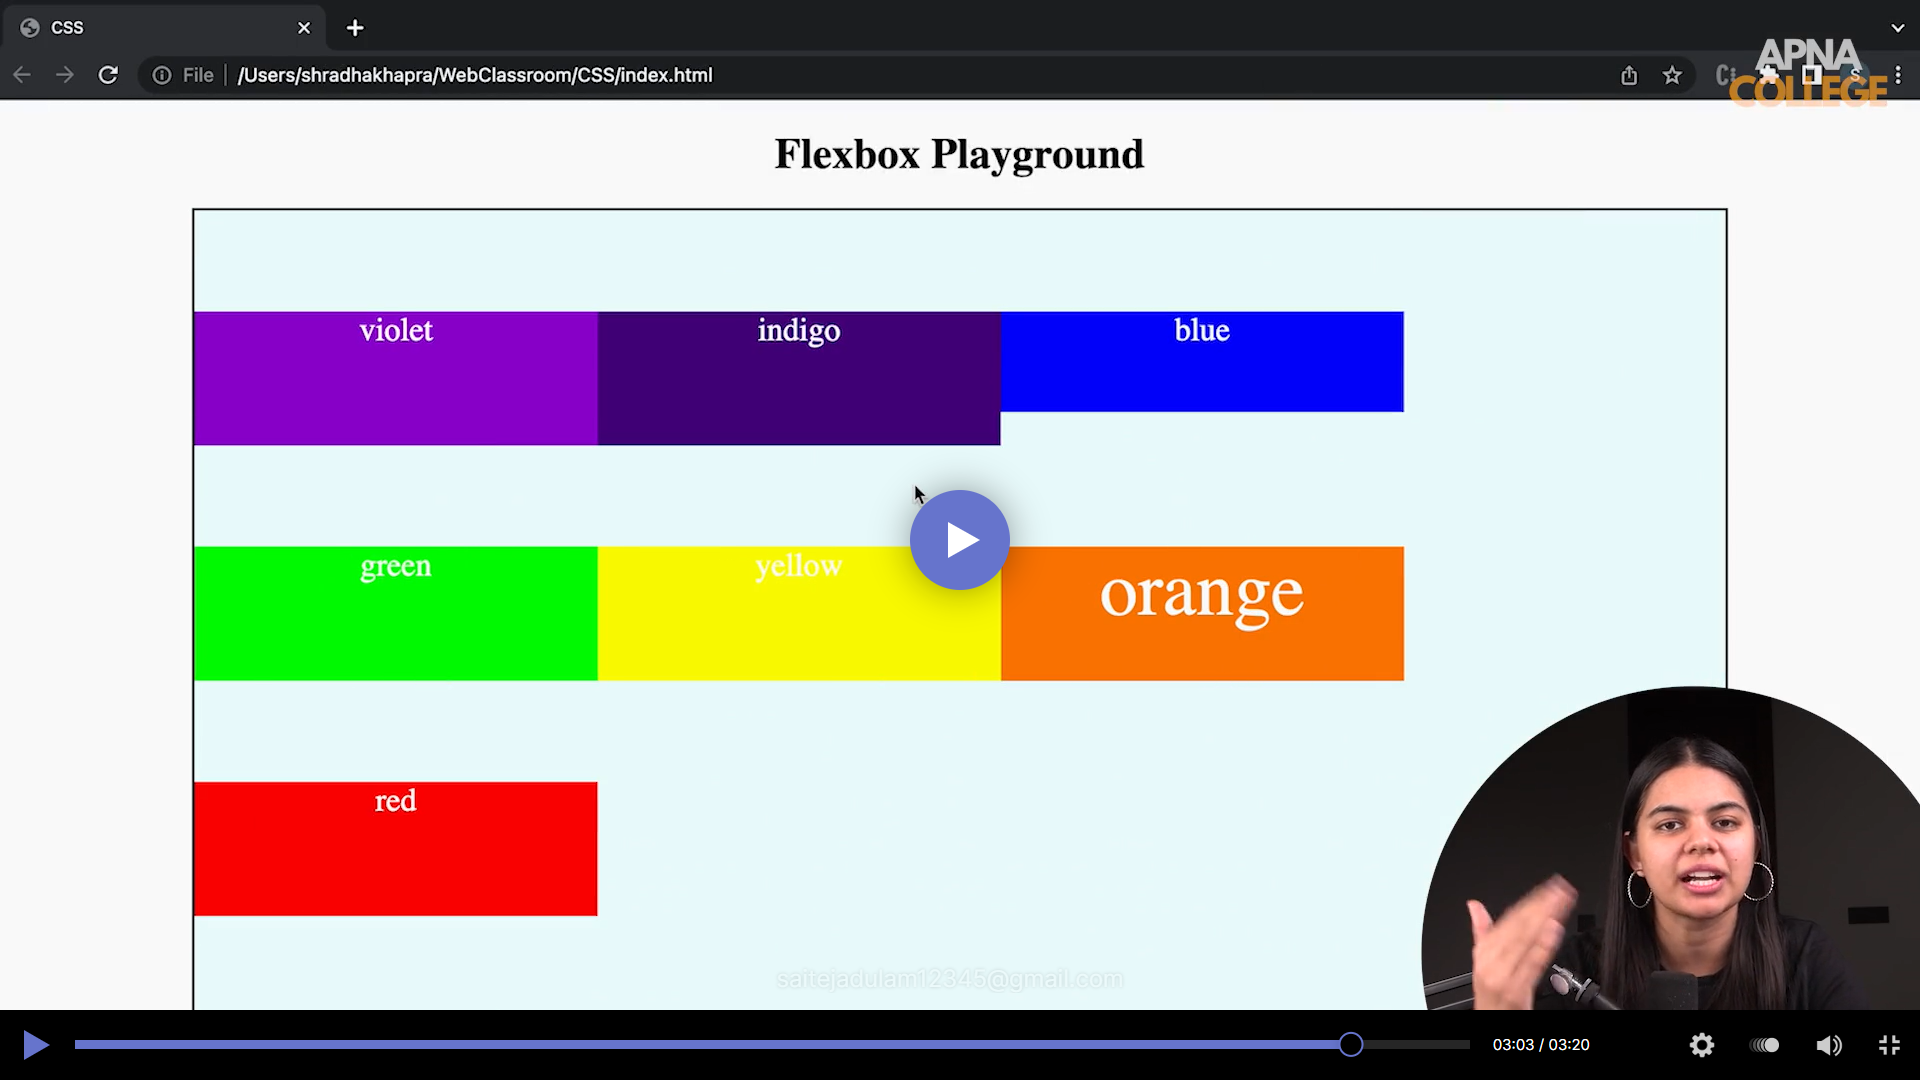 CSS
File /Users/shradhakhapra/WebClassroom/CSS/index.html
APNA
COLLEGE
Flexbox Playground
violet indigo blue
green yellow orange
red
saitejadulam12345@gmail.com
03:03 / 03:20